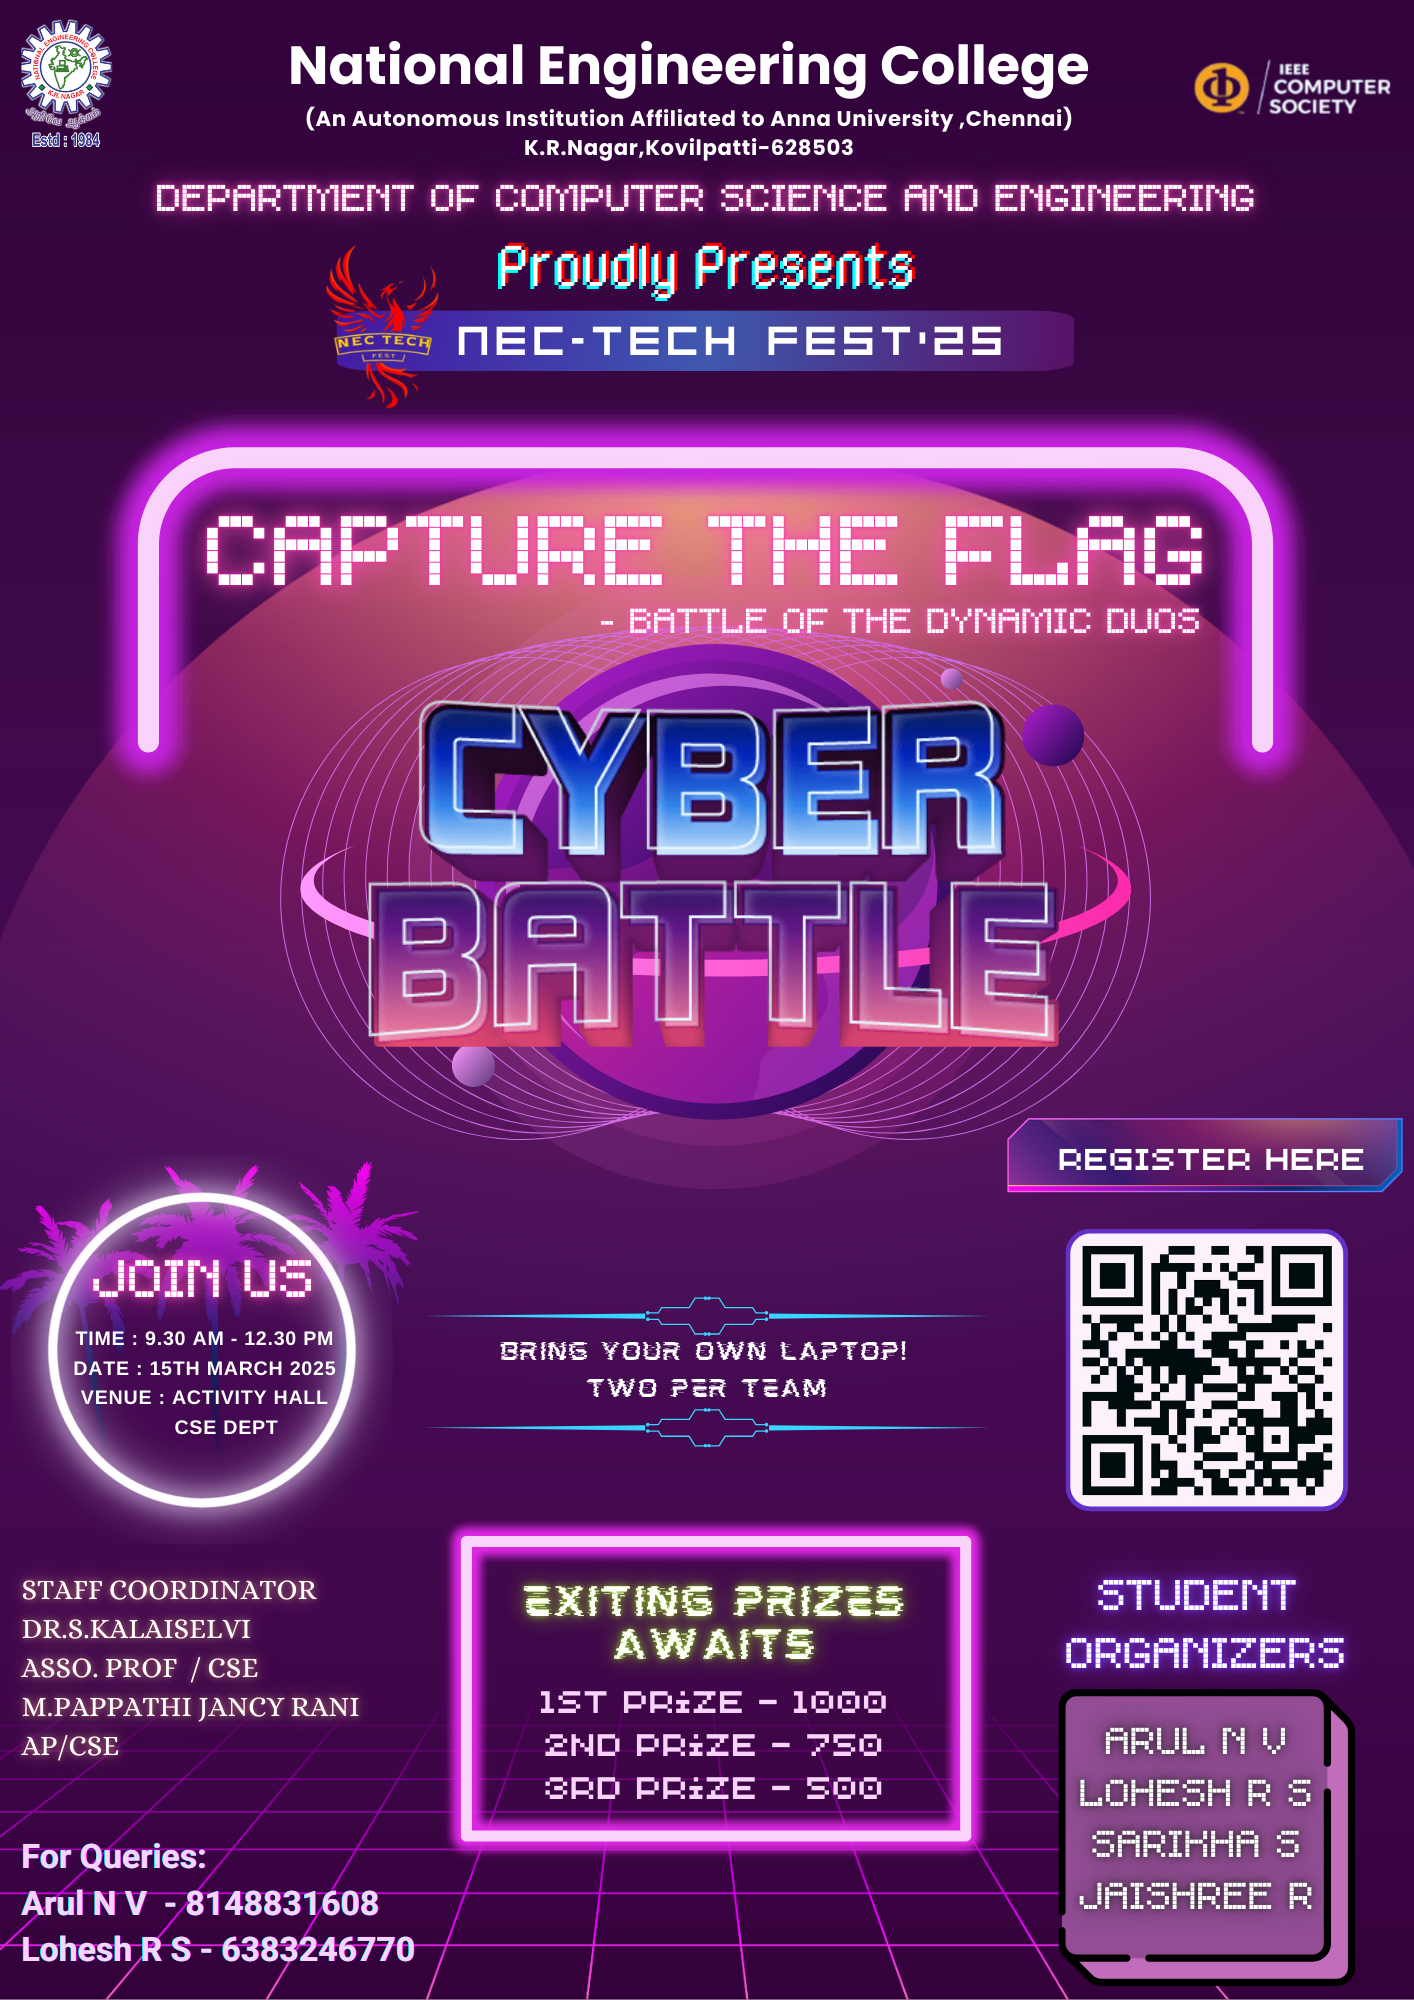 National Engineering College
(An Autonomous Institution Affiliated to Anna University ,Chennai)
K.R.Nagar,Kovilpatti-628503
NATIONAL ENGINEERING COLLEGE
K.R. NAGAR
Estd : 1984
IEEE
COMPUTER
SOCIETY
DEPARTMENT OF COMPUTER SCIENCE AND ENGINEERING
Proudly Presents
NEC TECH
FEST
NEC-TECH FEST'25
CAPTURE THE FLAG
- BATTLE OF THE DYNAMIC DUOS
CYBER
BATTLE
REGISTER HERE
JOIN US
TIME : 9.30 AM - 12.30 PM
DATE : 15TH MARCH 2025
VENUE : ACTIVITY HALL
CSE DEPT
BRING YOUR OWN LAPTOP!
TWO PER TEAM
STAFF COORDINATOR
DR.S.KALAISELVI
ASSO. PROF / CSE
M.PAPPATHI JANCY RANI
AP/CSE
EXITING PRIZES
AWAITS
1ST PRiZE - 1000
2ND PRiZE - 750
3RD PRiZE - 500
STUDENT
ORGANIZERS
ARUL N V
LOHESH R S
SARIKHA S
JAISHREE R
For Queries:
Arul N V - 8148831608
Lohesh R S - 6383246770